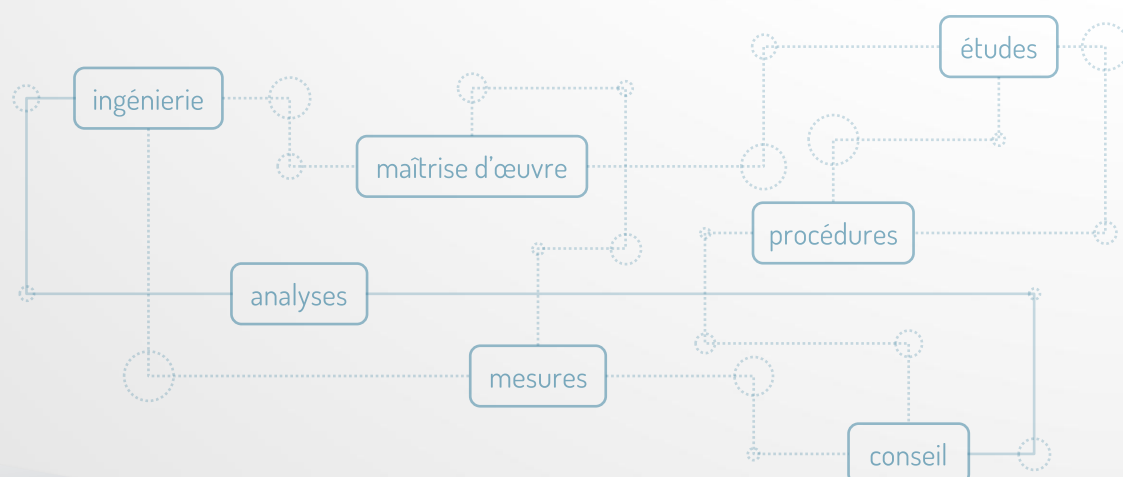 études
ingénierie
maîtrise d’œuvre
procédures
analyses
mesures
conseil